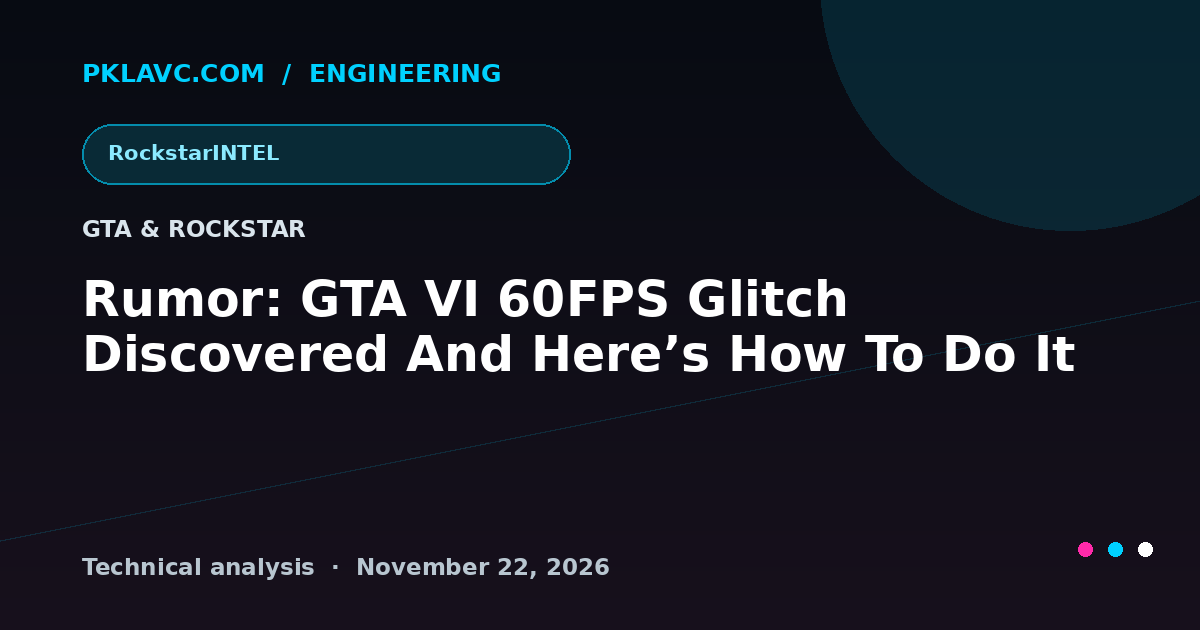 PKLAVC.COM / ENGINEERING
RockstarINTEL
GTA & ROCKSTAR
Rumor: GTA VI 60FPS Glitch
Discovered And Here’s How To Do It
Technical analysis · November 22, 2026